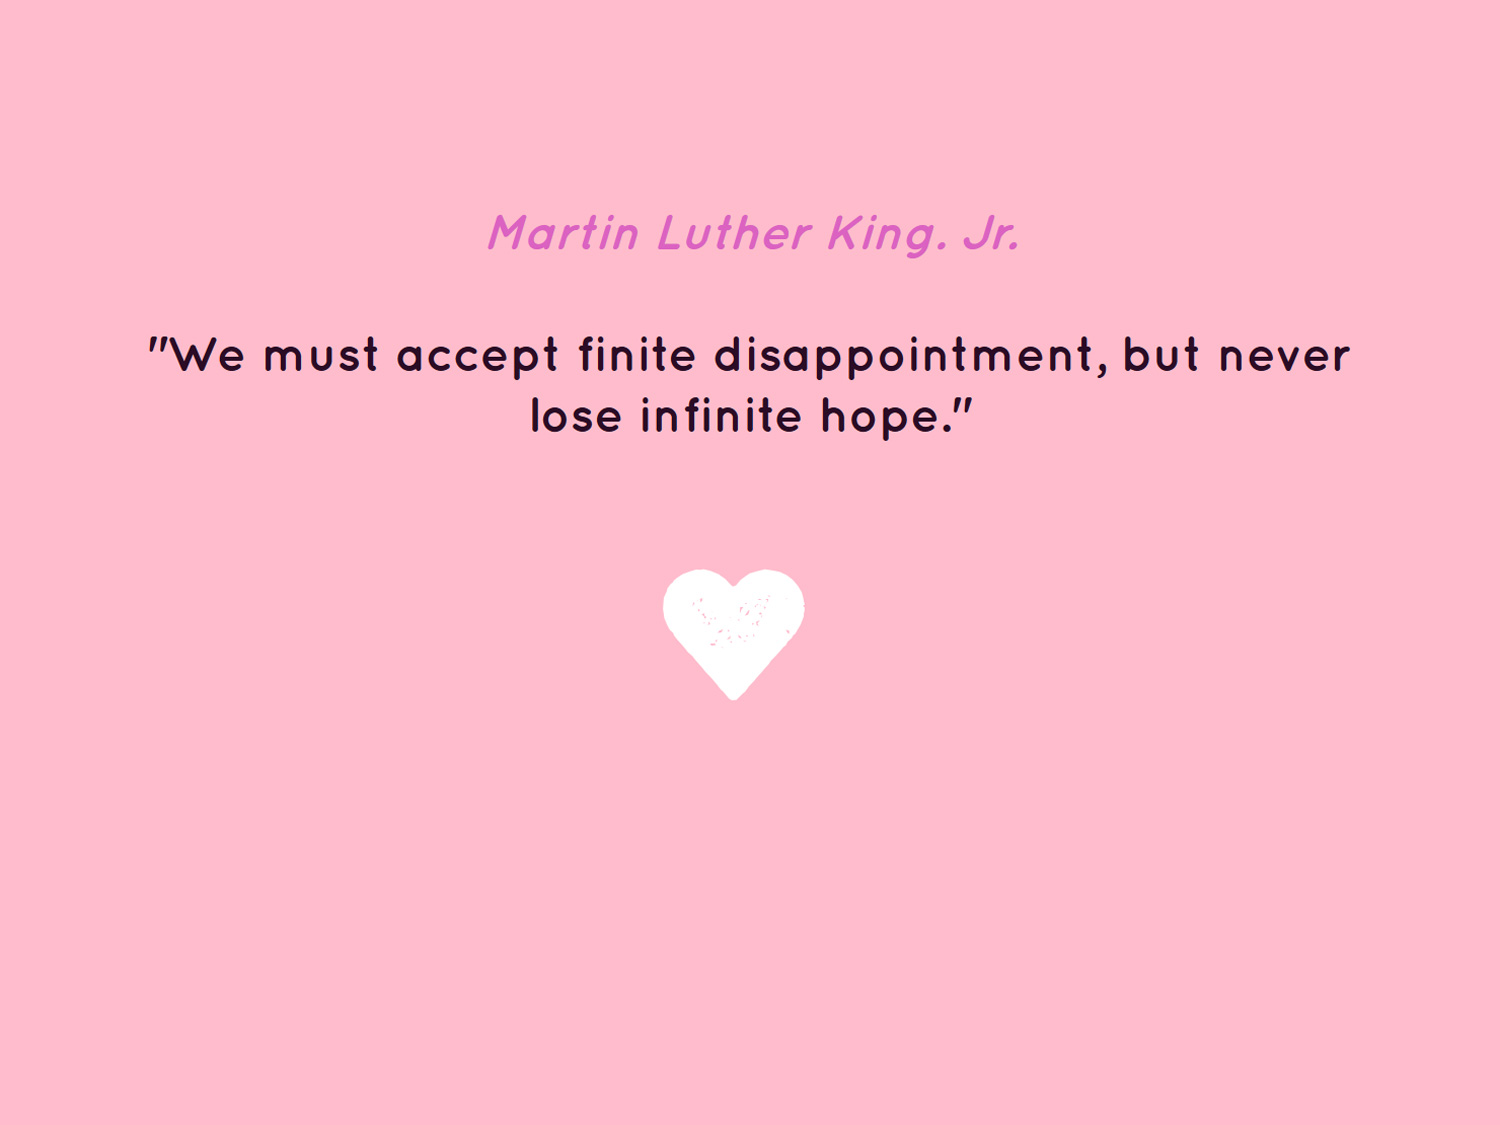 Martin Luther King. Jr.
"We must accept finite disappointment, but never
lose infinite hope."